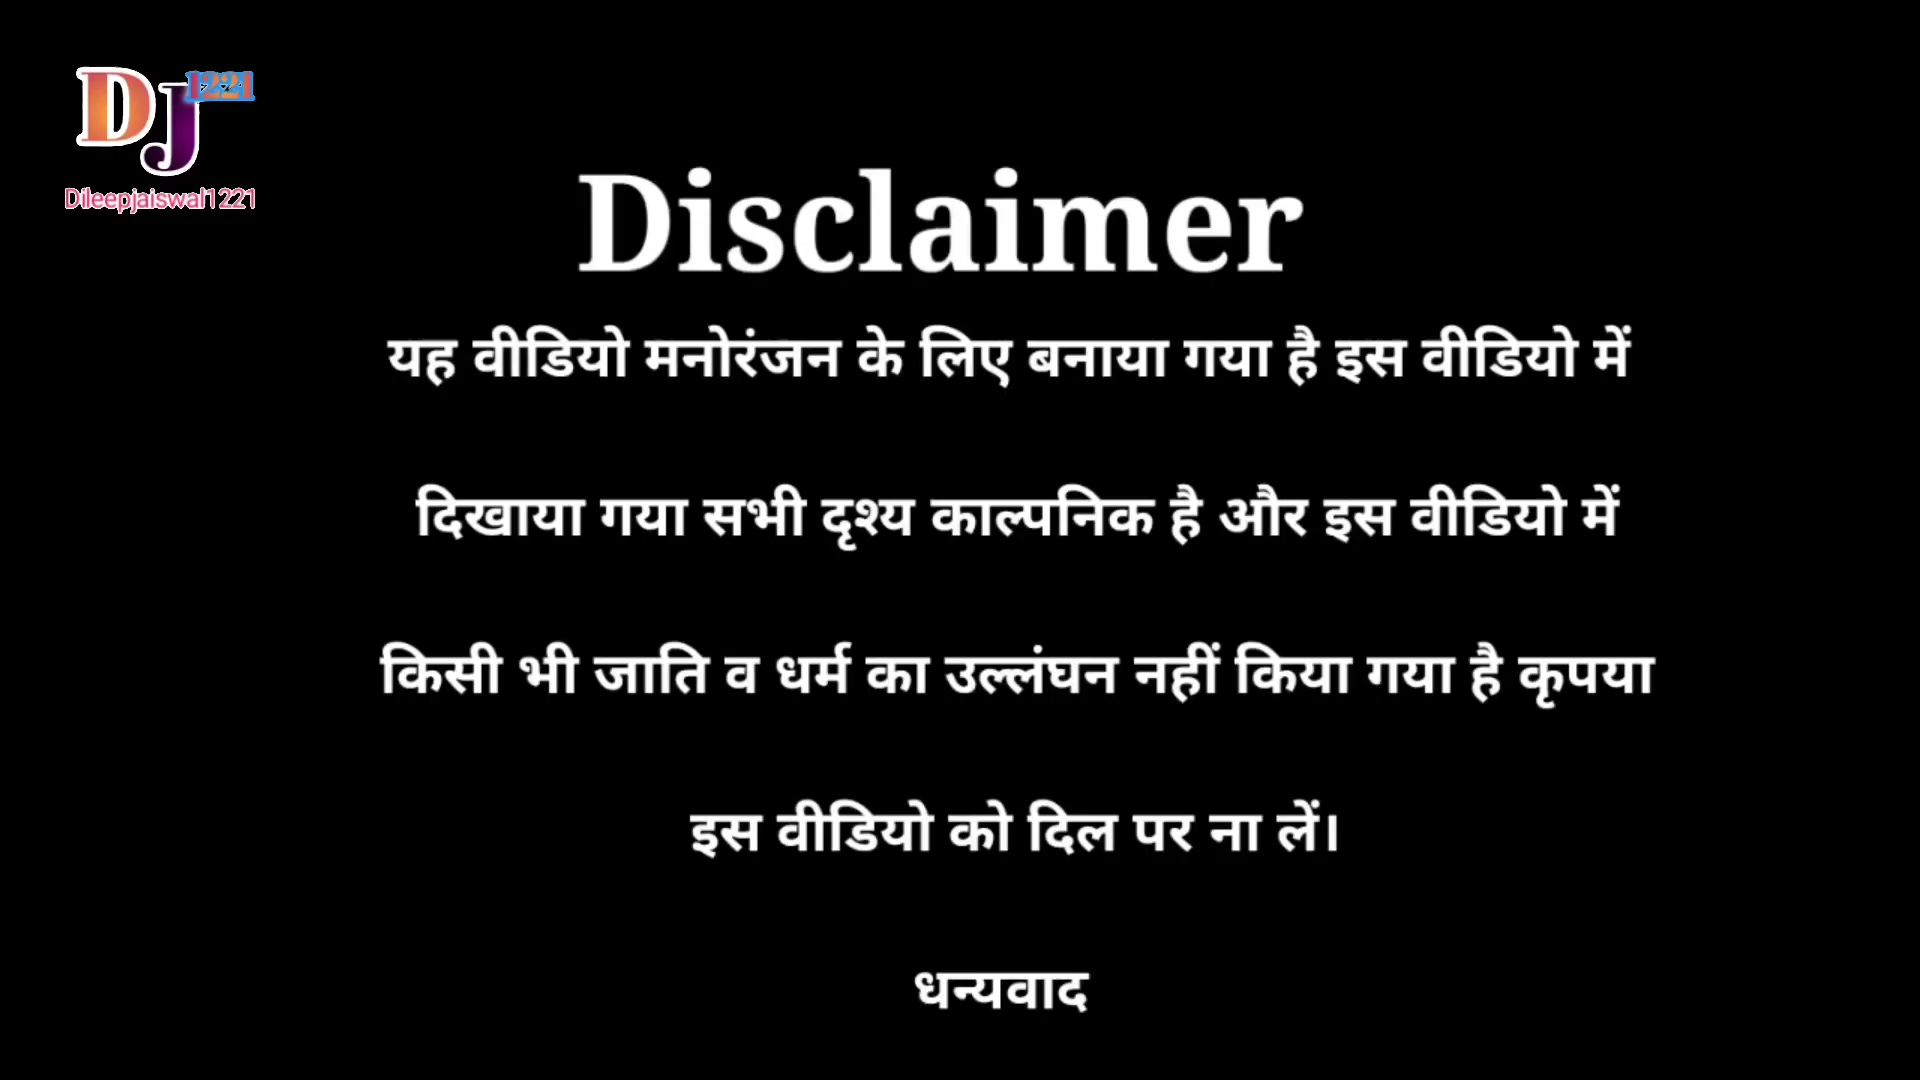 DJ 1221
Dileepjaiswal1221
Disclaimer
यह वीडियो मनोरंजन के लिए बनाया गया है इस वीडियो में
दिखाया गया सभी दृश्य काल्पनिक है और इस वीडियो में
किसी भी जाति व धर्म का उल्लंघन नहीं किया गया है कृपया
इस वीडियो को दिल पर ना लें।
धन्यवाद